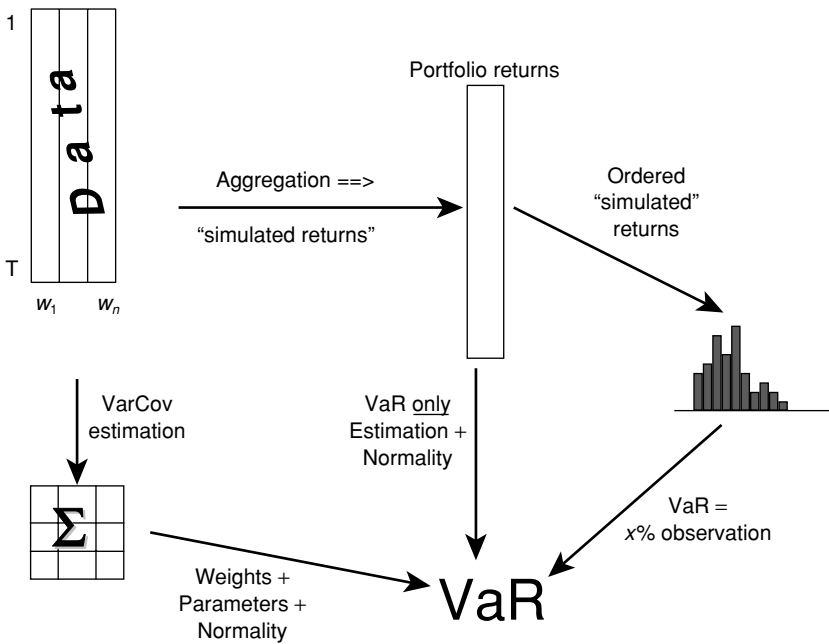 1
Data
T
w1
wn
Portfolio returns
Aggregation ==>
“simulated returns”
Ordered
“simulated”
returns
VarCov
estimation
VaR only
Estimation +
Normality
Σ
VaR =
x% observation
Weights +
Parameters +
Normality
VaR